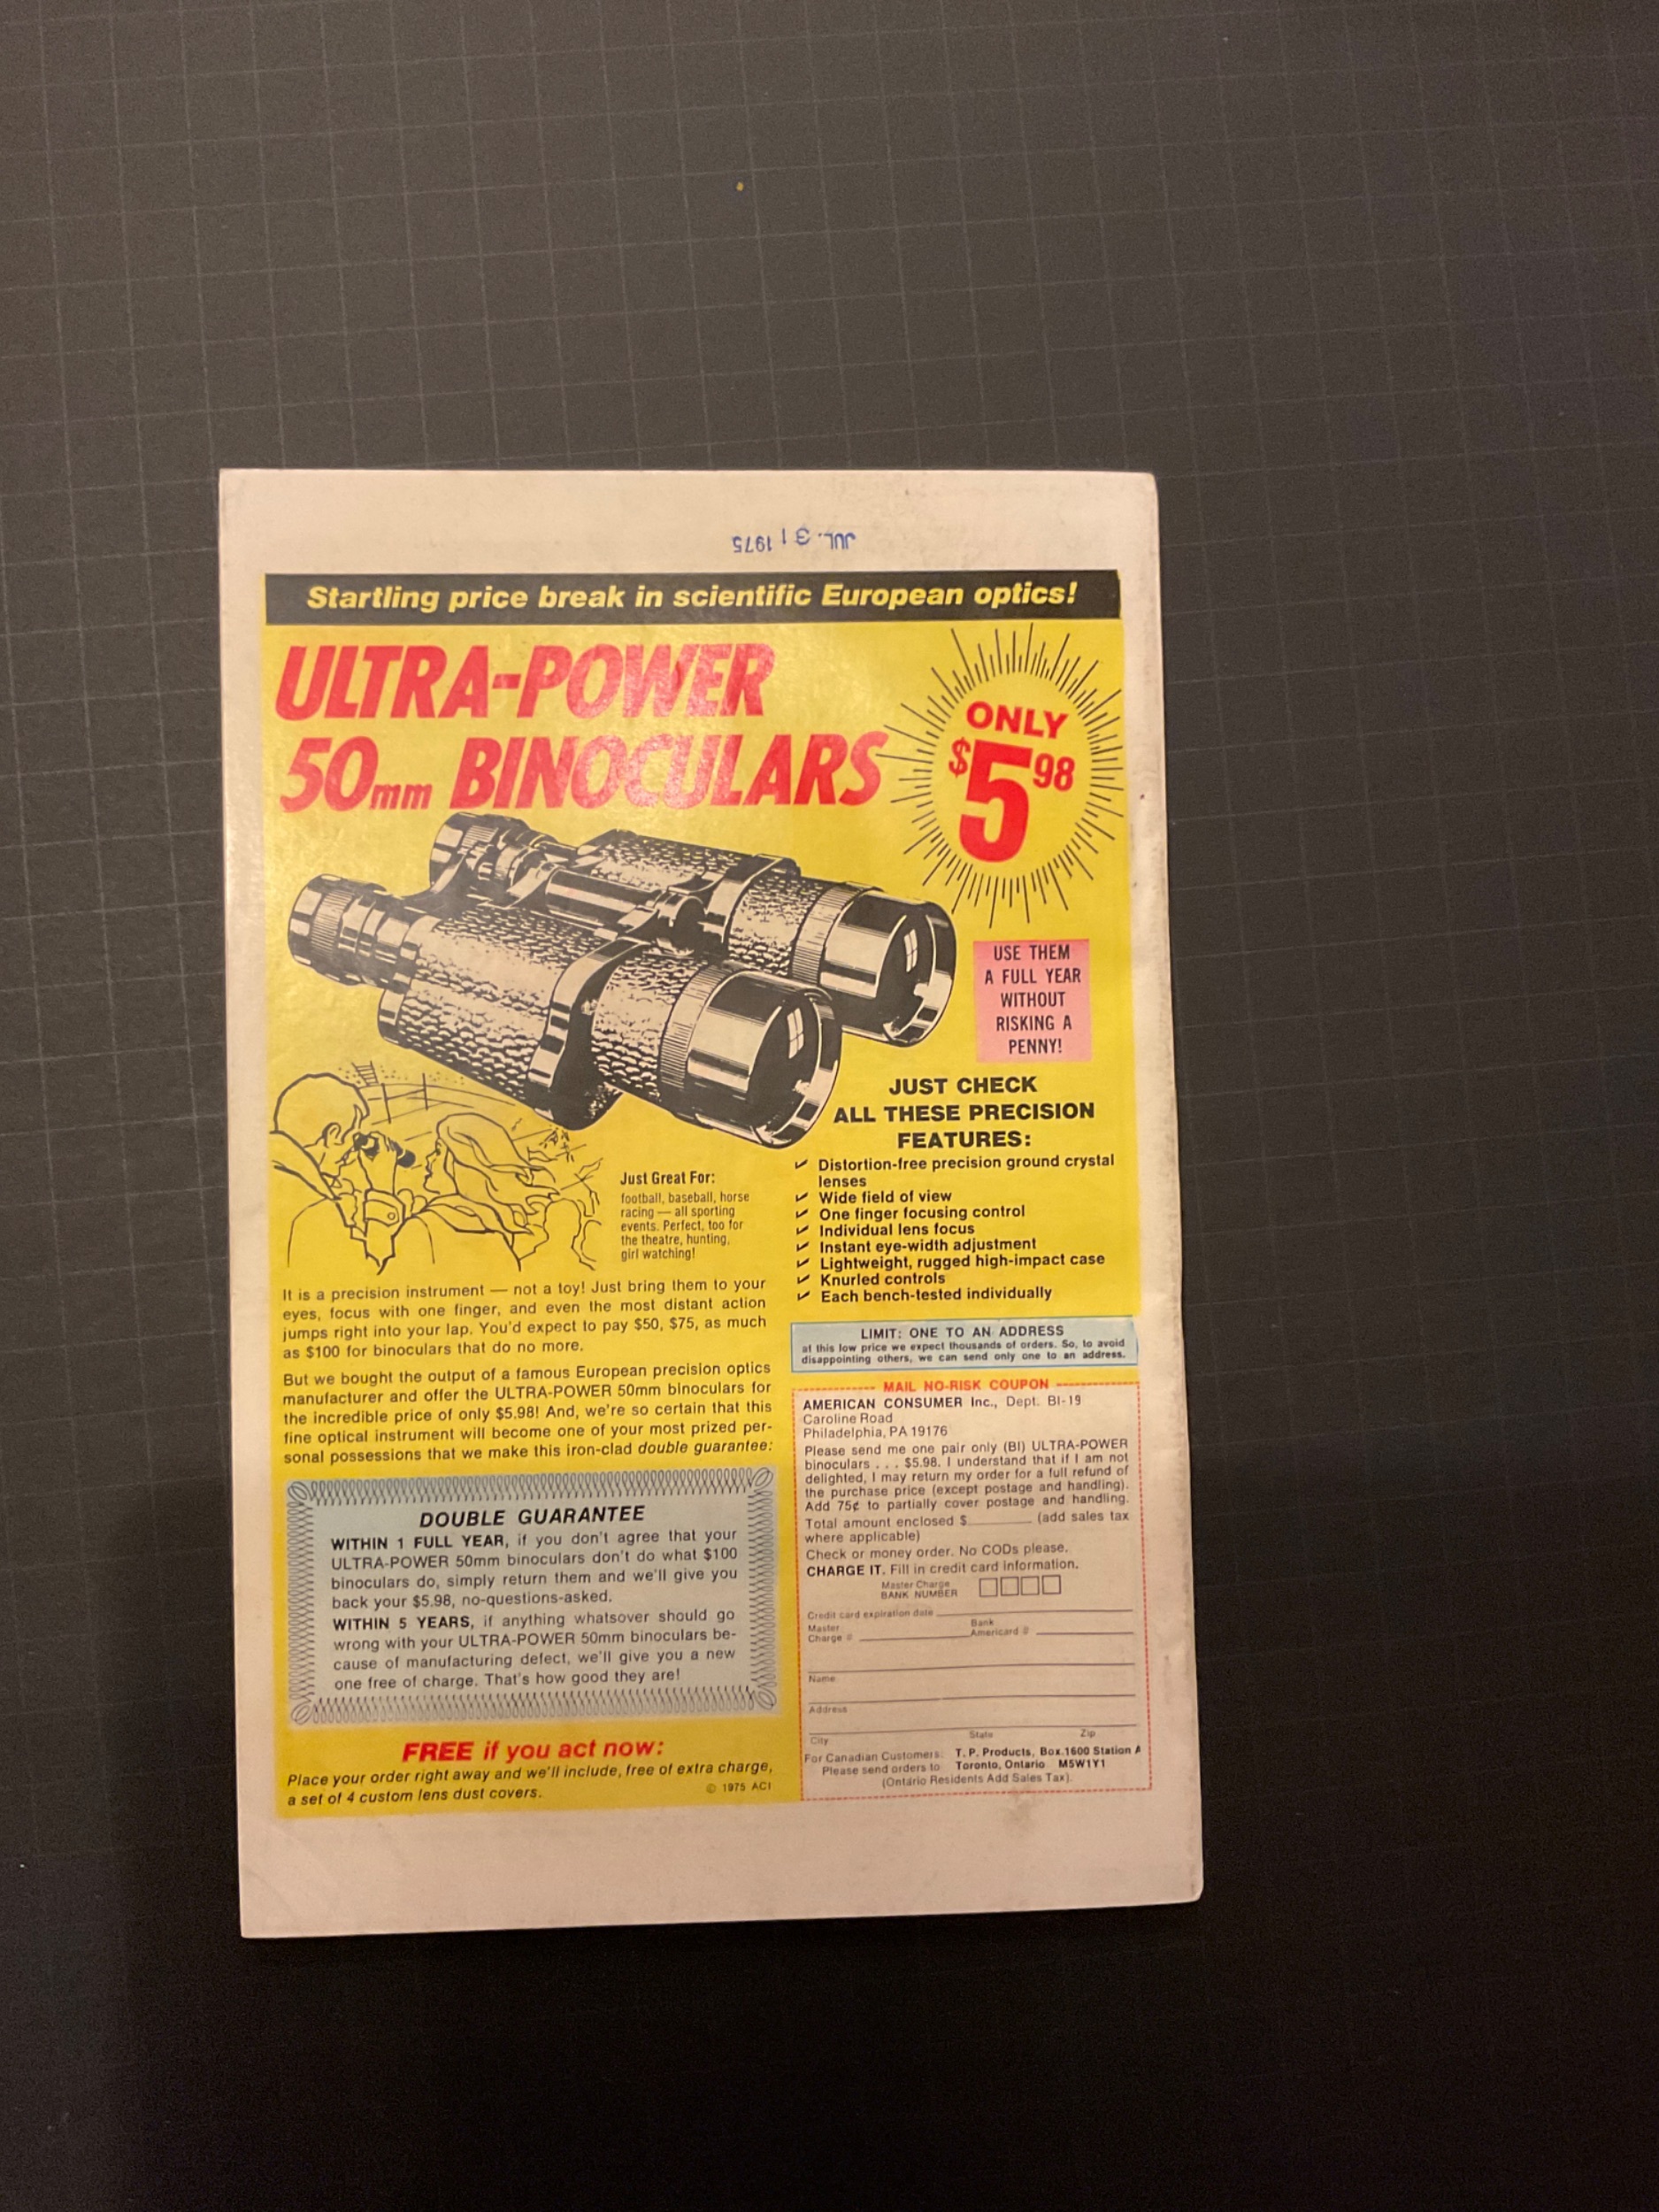 JUL. 31 1975
Startling price break in scientific European optics!
ULTRA-POWER
50mm BINOCULARS
ONLY
$5.98
USE THEM
A FULL YEAR
WITHOUT
RISKING A
PENNY!
JUST CHECK
ALL THESE PRECISION
FEATURES:
✓ Distortion-free precision ground crystal
lenses
✓ Wide field of view
✓ One finger focusing control
✓ Individual lens focus
✓ Instant eye-width adjustment
✓ Lightweight, rugged high-impact case
✓ Knurled controls
✓ Each bench-tested individually
Just Great For:
football, baseball, horse
racing — all sporting
events. Perfect, too for
the theatre, hunting,
girl watching!
It is a precision instrument — not a toy! Just bring them to your
eyes, focus with one finger, and even the most distant action
jumps right into your lap. You'd expect to pay $50, $75, as much
as $100 for binoculars that do no more.
But we bought the output of a famous European precision optics
manufacturer and offer the ULTRA-POWER 50mm binoculars for
the incredible price of only $5.98! And, we're so certain that this
fine optical instrument will become one of your most prized per-
sonal possessions that we make this iron-clad double guarantee:
DOUBLE GUARANTEE
WITHIN 1 FULL YEAR, if you don't agree that your
ULTRA-POWER 50mm binoculars don't do what $100
binoculars do, simply return them and we'll give you
back your $5.98, no-questions-asked.
WITHIN 5 YEARS, if anything whatsover should go
wrong with your ULTRA-POWER 50mm binoculars be-
cause of manufacturing defect, we'll give you a new
one free of charge. That's how good they are!
FREE if you act now:
Place your order right away and we'll include, free of extra charge,
a set of 4 custom lens dust covers.
© 1975 ACI
LIMIT: ONE TO AN ADDRESS
at this low price we expect thousands of orders. So, to avoid
disappointing others, we can send only one to an address.
MAIL NO-RISK COUPON
AMERICAN CONSUMER Inc., Dept. BI-19
Caroline Road
Philadelphia, PA 19176
Please send me one pair only (BI) ULTRA-POWER
binoculars . . . $5.98. I understand that if I am not
delighted, I may return my order for a full refund of
the purchase price (except postage and handling).
Add 75¢ to partially cover postage and handling.
Total amount enclosed $________ (add sales tax
where applicable)
Check or money order. No CODs please.
CHARGE IT. Fill in credit card information.
Master Charge
BANK NUMBER
Credit card expiration date
Master
Charge #
Bank
Americard #
Name
Address
City State Zip
For Canadian Customers: T. P. Products, Box.1600 Station A
Please send orders to Toronto, Ontario M5W1Y1
(Ontario Residents Add Sales Tax).